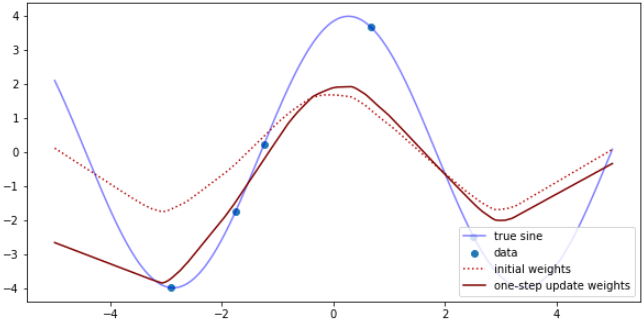 4
3
2
1
0
−1
−2
−3
−4
−4 −2 0 2 4
true sine
data
initial weights
one-step update weights